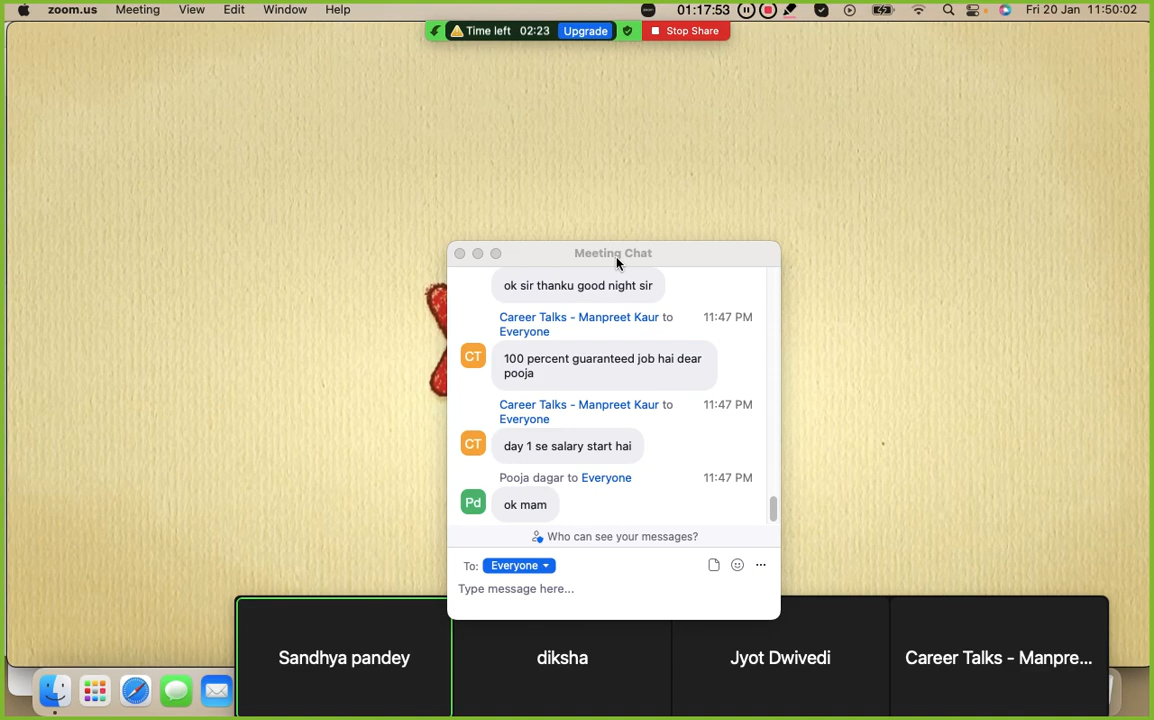 zoom.us Meeting View Edit Window Help 01:17:53 Fri 20 Jan 11:50:02
Time left 02:23 Upgrade Stop Share
Meeting Chat
ok sir thanku good night sir
Career Talks - Manpreet Kaur to 11:47 PM
Everyone
CT
100 percent guaranteed job hai dear
pooja
Career Talks - Manpreet Kaur to 11:47 PM
Everyone
CT
day 1 se salary start hai
Pooja dagar to Everyone 11:47 PM
Pd
ok mam
Who can see your messages?
To: Everyone
Type message here...
Sandhya pandey diksha Jyot Dwivedi Career Talks - Manpre...